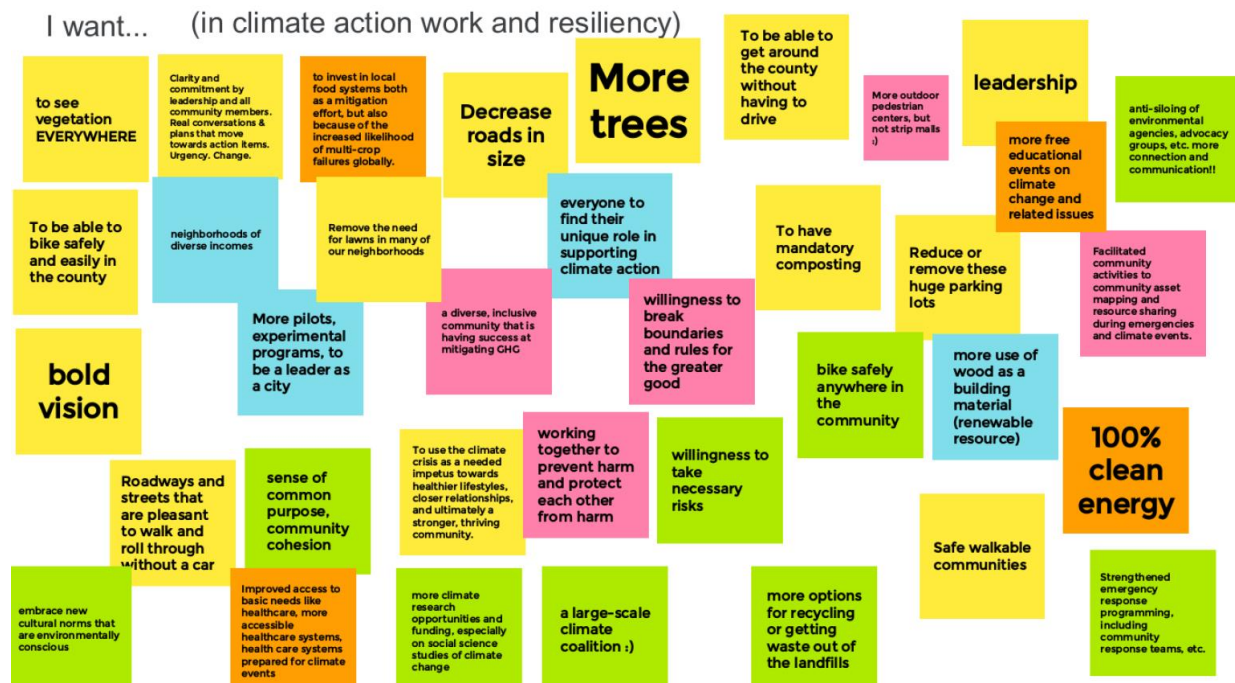 I want... (in climate action work and resiliency)
to see
vegetation
EVERYWHERE
Clarity and
commitment by
leadership and all
community members.
Real conversations &
plans that move
towards action items.
Urgency. Change.
to invest in local
food systems both
as a mitigation
effort, but also
because of the
increased likelihood
of multi-crop
failures globally.
Decrease
roads in
size
More
trees
To be able to
get around
the county
without
having to
drive
More outdoor
pedestrian
centers, but
not strip malls
:)
leadership
more free
educational
events on
climate
change and
related issues
anti-siloing of
environmental
agencies, advocacy
groups, etc. more
connection and
communication!!
To be able to
bike safely
and easily in
the county
neighborhoods of
diverse incomes
Remove the need
for lawns in many of
our neighborhoods
everyone to
find their
unique role in
supporting
climate action
To have
mandatory
composting
Reduce or
remove these
huge parking
lots
Facilitated
community
activities to
community asset
mapping and
resource sharing
during emergencies
and climate events.
More pilots,
experimental
programs, to
be a leader as
a city
a diverse, inclusive
community that is
having success at
mitigating GHG
willingness to
break
boundaries
and rules for
the greater
good
bold
vision
bike safely
anywhere in
the
community
more use of
wood as a
building
material
(renewable
resource)
100%
clean
energy
Roadways and
streets that
are pleasant
to walk and
roll through
without a car
sense of
common
purpose,
community
cohesion
To use the climate
crisis as a needed
impetus towards
healthier lifestyles,
closer relationships,
and ultimately a
stronger, thriving
community.
working
together to
prevent harm
and protect
each other
from harm
willingness to
take
necessary
risks
Safe walkable
communities
embrace new
cultural norms that
are environmentally
conscious
Improved access to
basic needs like
healthcare, more
accessible
healthcare systems,
health care systems
prepared for climate
events
more climate
research
opportunities and
funding, especially
on social science
studies of climate
change
a large-scale
climate
coalition :)
more options
for recycling
or getting
waste out of
the landfills
Strengthened
emergency
response
programming,
including
community
response teams, etc.